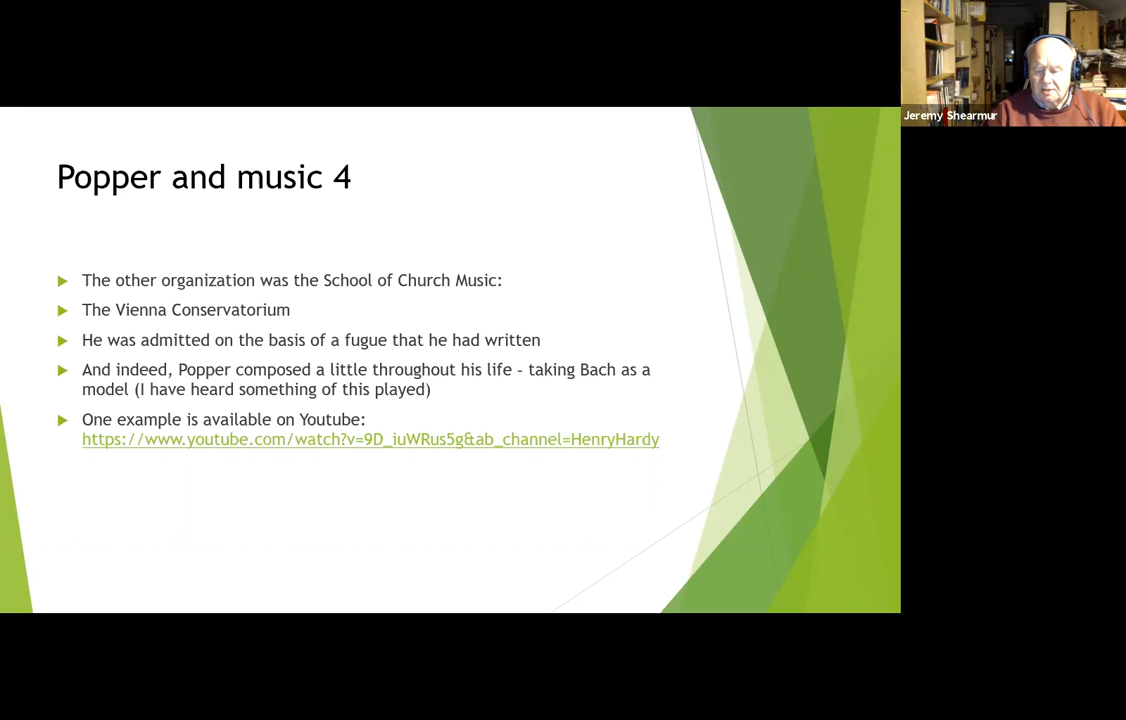 Jeremy Shearmur
Popper and music 4
The other organization was the School of Church Music:
The Vienna Conservatorium
He was admitted on the basis of a fugue that he had written
And indeed, Popper composed a little throughout his life – taking Bach as a
model (I have heard something of this played)
One example is available on Youtube:
https://www.youtube.com/watch?v=9D_iuWRus5g&ab_channel=HenryHardy